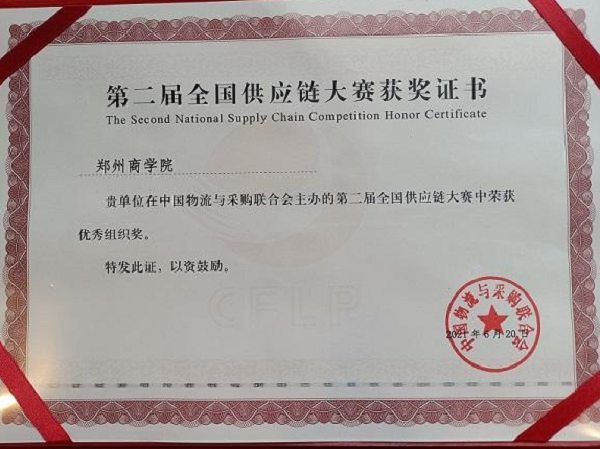 第二届全国供应链大赛获奖证书
The Second National Supply Chain Competition Honor Certificate
郑州商学院
贵单位在中国物流与采购联合会主办的第二届全国供应链大赛中荣获
优秀组织奖。
特发此证，以资鼓励。
CFLP
中国物流与采购联合会
2021年6月20日